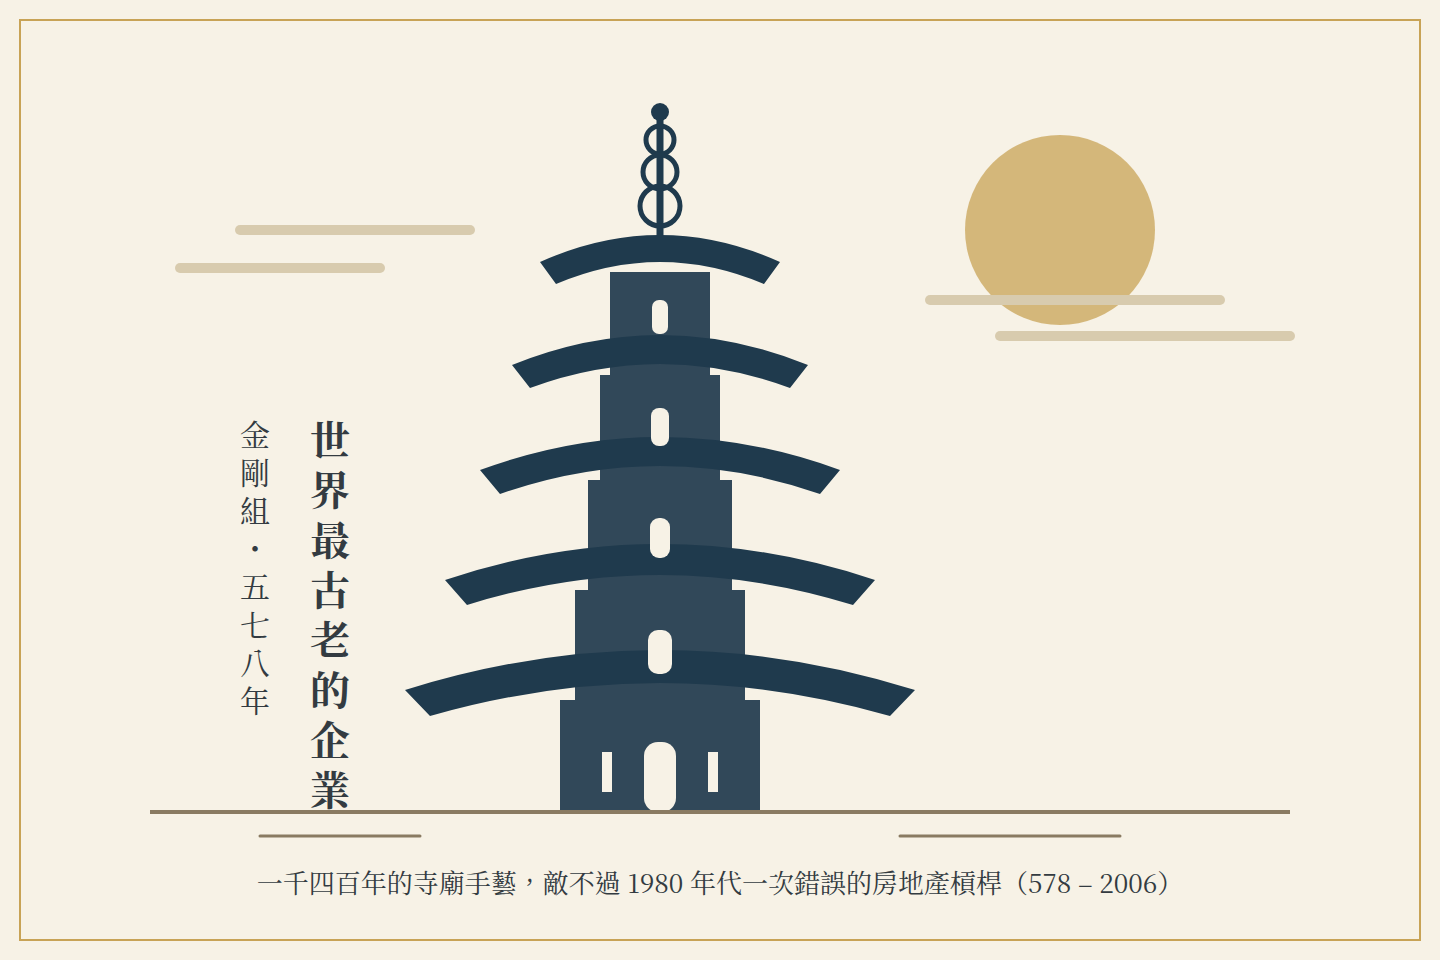 世界最古老的企業
金剛組・五七八年
一千四百年的寺廟手藝，敵不過 1980 年代一次錯誤的房地產槓桿（578 – 2006）